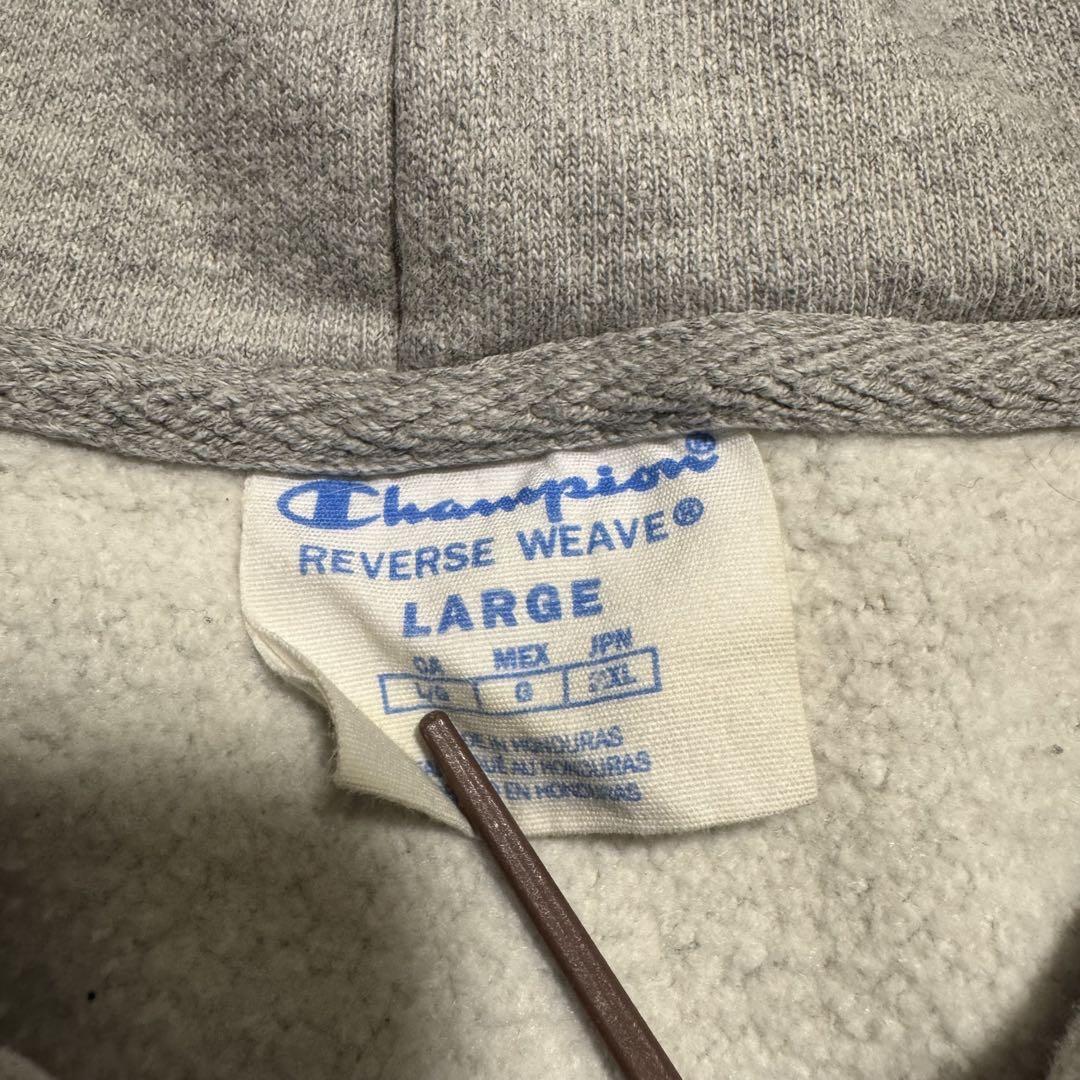 Champion®
REVERSE WEAVE®
LARGE
CA MEX JPN
L/G G XL
IN HONDURAS
AU HONDURAS
EN HONDURAS